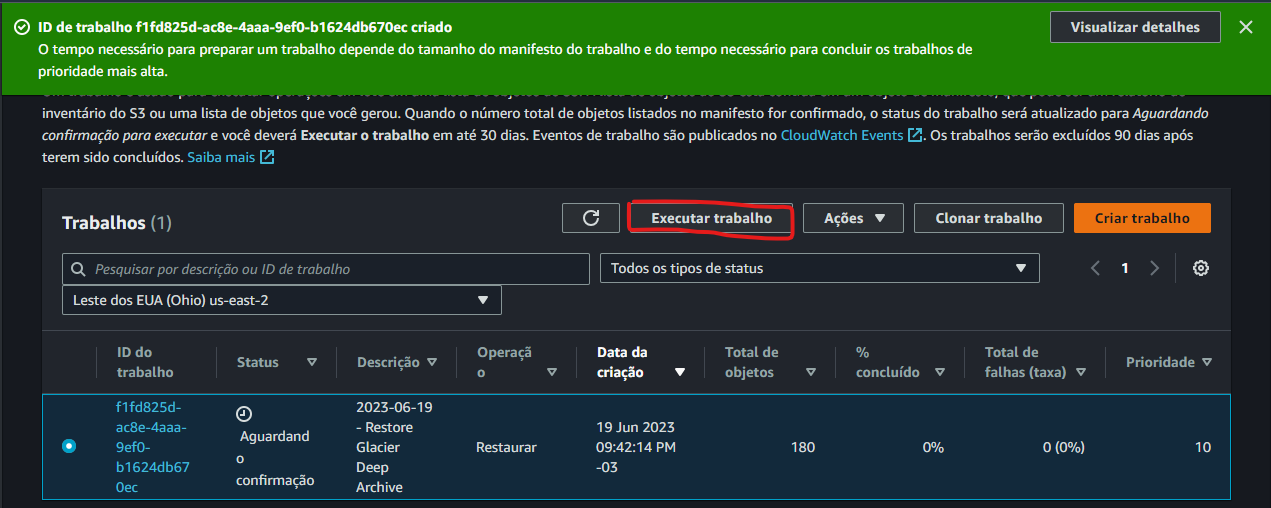 ID de trabalho f1fd825d-ac8e-4aaa-9ef0-b1624db670ec criado
Visualizar detalhes
O tempo necessário para preparar um trabalho depende do tamanho do manifesto do trabalho e do tempo necessário para concluir os trabalhos de
prioridade mais alta.
inventário do S3 ou uma lista de objetos que você gerou. Quando o número total de objetos listados no manifest for confirmado, o status do trabalho será atualizado para Aguardando
confirmação para executar e você deverá Executar o trabalho em até 30 dias. Eventos de trabalho são publicados no CloudWatch Events. Os trabalhos serão excluídos 90 dias após
terem sido concluídos. Saiba mais
Trabalhos (1)
Executar trabalho
Ações
Clonar trabalho
Criar trabalho
Pesquisar por descrição ou ID de trabalho
Todos os tipos de status
1
Leste dos EUA (Ohio) us-east-2
ID do
trabalho
Status
Descrição
Operaçã
o
Data da
criação
Total de
objetos
%
concluído
Total de
falhas (taxa)
Prioridade
f1fd825d-
ac8e-4aaa-
9ef0-
b1624db67
0ec
Aguardand
o
confirmação
2023-06-19
- Restore
Glacier
Deep
Archive
Restaurar
19 Jun 2023
09:42:14 PM
-03
180
0%
0 (0%)
10